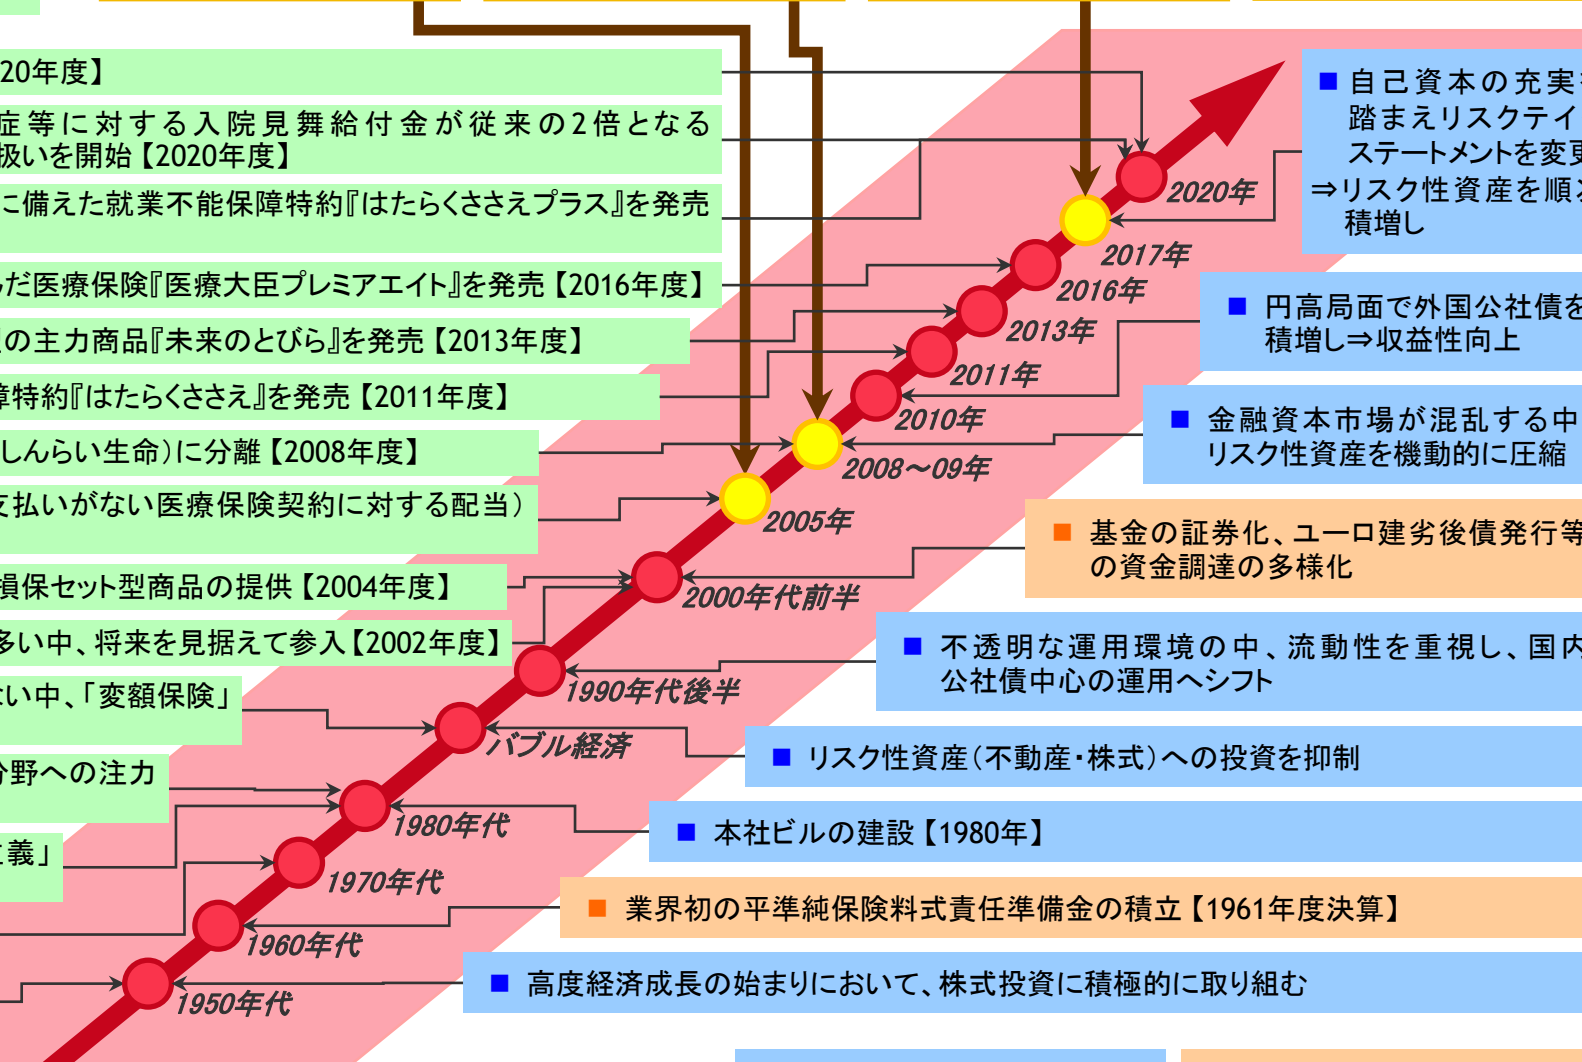 20年度】
症等に対する入院見舞給付金が従来の2倍となる
扱いを開始【2020年度】
に備えた就業不能保障特約『はたらくささえプラス』を発売
だ医療保険『医療大臣プレミアエイト』を発売【2016年度】
の主力商品『未来のとびら』を発売【2013年度】
障特約『はたらくささえ』を発売【2011年度】
しんらい生命）に分離【2008年度】
支払いがない医療保険契約に対する配当）
損保セット型商品の提供【2004年度】
多い中、将来を見据えて参入【2002年度】
い中、「変額保険」
分野への注力
主義」
2020年
2017年
2016年
2013年
2011年
2010年
2008～09年
2005年
2000年代前半
1990年代後半
バブル経済
1980年代
1970年代
1960年代
1950年代
■ 自己資本の充実
踏まえリスクテイ
ステートメントを変更
⇒リスク性資産を順次
積増し
■ 円高局面で外国公社債を
積増し⇒収益性向上
■ 金融資本市場が混乱する中
リスク性資産を機動的に圧縮
■ 基金の証券化、ユーロ建劣後債発行等
の資金調達の多様化
■ 不透明な運用環境の中、流動性を重視し、国内
公社債中心の運用へシフト
■ リスク性資産（不動産・株式）への投資を抑制
■ 本社ビルの建設【1980年】
■ 業界初の平準純保険料式責任準備金の積立【1961年度決算】
■ 高度経済成長の始まりにおいて、株式投資に積極的に取り組む